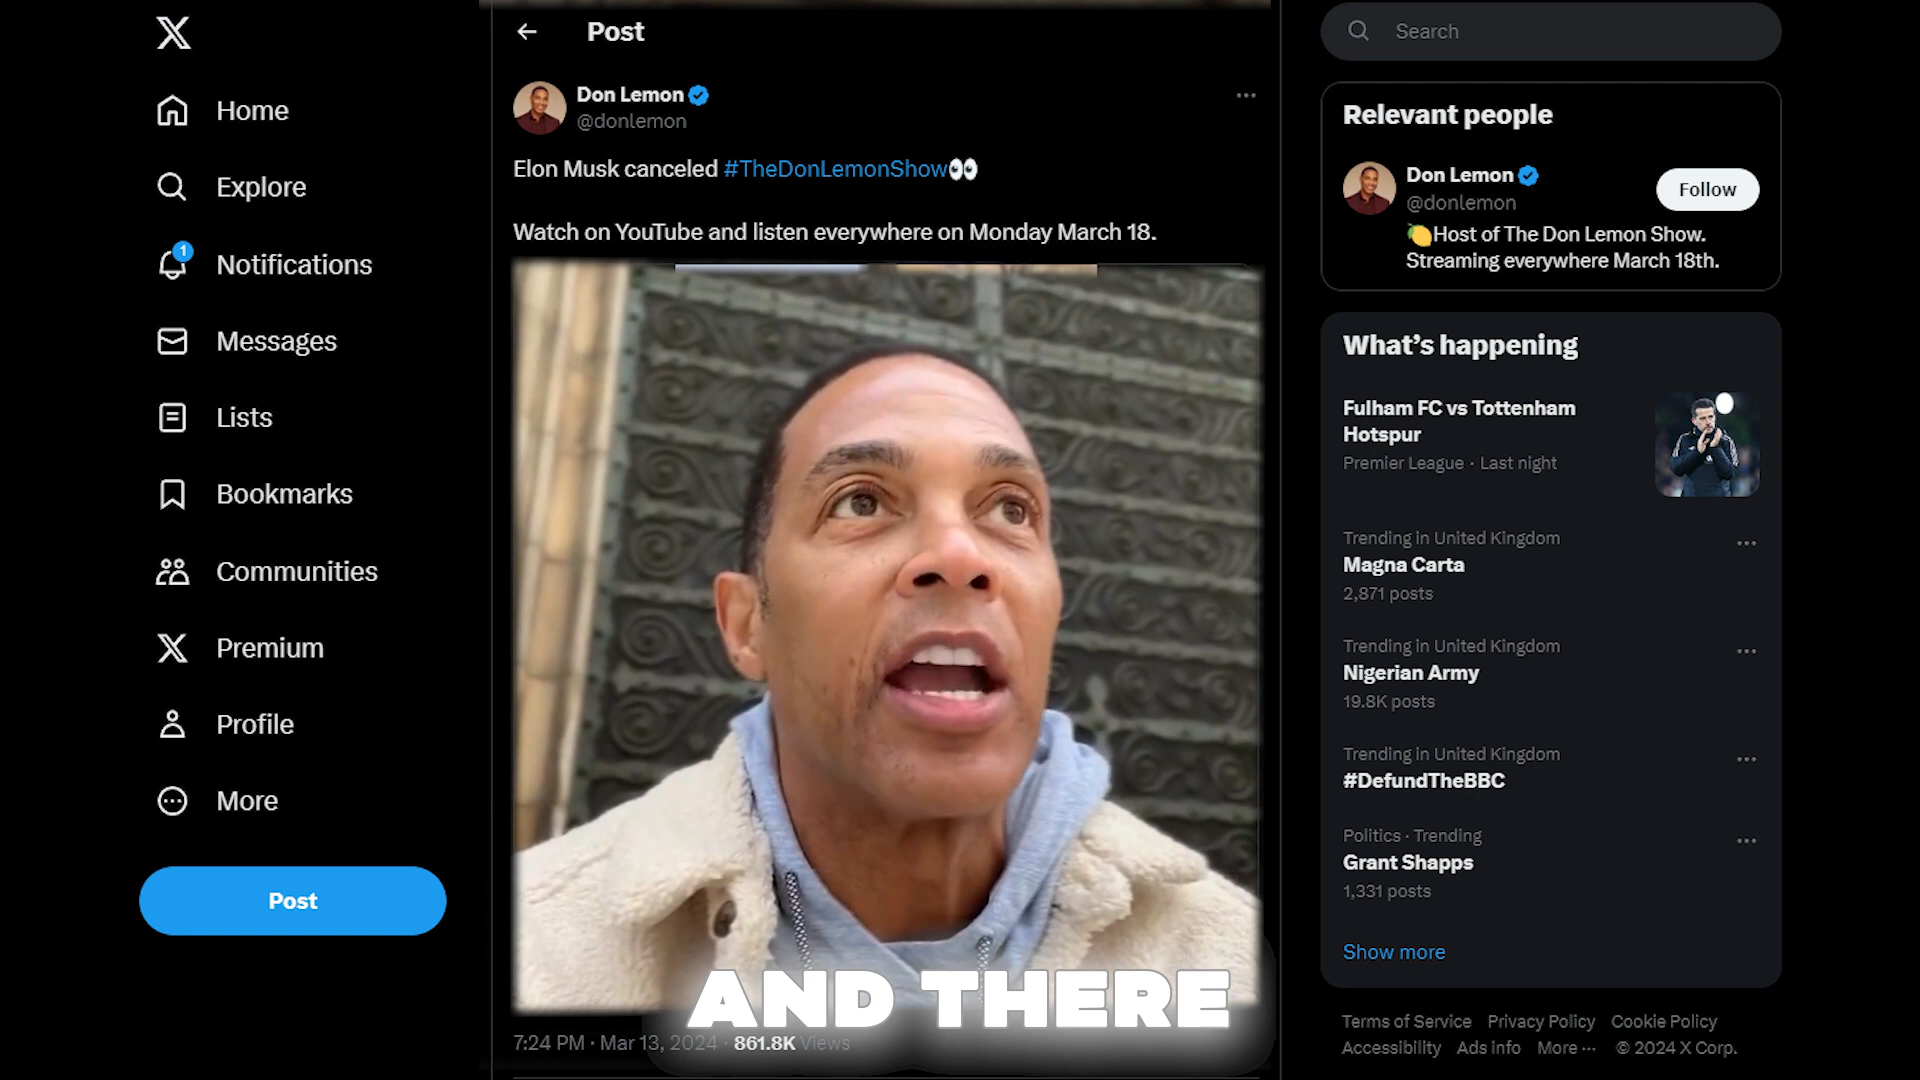 Home
Explore
1
Notifications
Messages
Lists
Bookmarks
Communities
Premium
Profile
More
Post
Post
Don Lemon
@donlemon
Elon Musk canceled #TheDonLemonShow👀
Watch on YouTube and listen everywhere on Monday March 18.
AND THERE
7:24 PM · Mar 13, 2024 · 861.8K Views
Search
Relevant people
Don Lemon
@donlemon
Follow
🍋Host of The Don Lemon Show.
Streaming everywhere March 18th.
What’s happening
Fulham FC vs Tottenham
Hotspur
Premier League · Last night
Trending in United Kingdom
Magna Carta
2,871 posts
Trending in United Kingdom
Nigerian Army
19.8K posts
Trending in United Kingdom
#DefundTheBBC
Politics · Trending
Grant Shapps
1,331 posts
Show more
Terms of Service Privacy Policy Cookie Policy
Accessibility Ads info More ··· © 2024 X Corp.